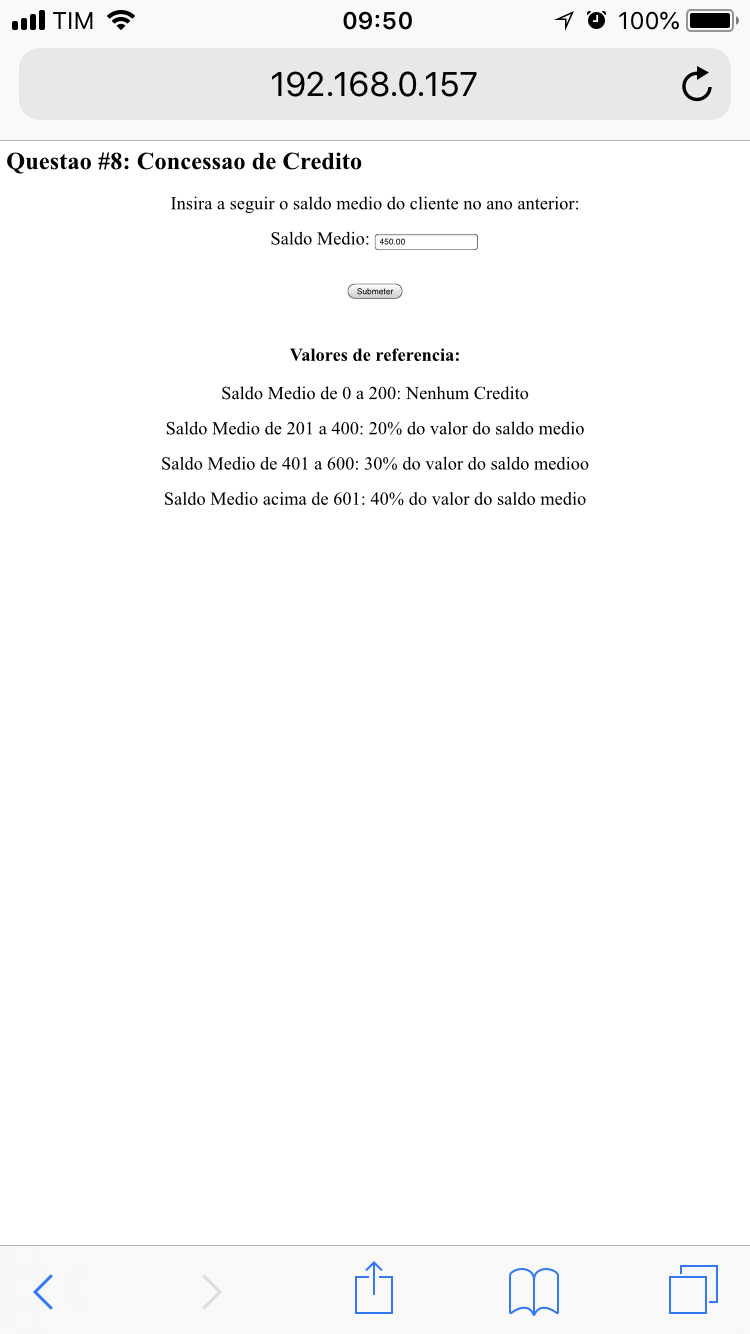 TIM 09:50 100%
192.168.0.157
Questao #8: Concessao de Credito
Insira a seguir o saldo medio do cliente no ano anterior:
Saldo Medio: 450.00
Submeter
Valores de referencia:
Saldo Medio de 0 a 200: Nenhum Credito
Saldo Medio de 201 a 400: 20% do valor do saldo medio
Saldo Medio de 401 a 600: 30% do valor do saldo medioo
Saldo Medio acima de 601: 40% do valor do saldo medio